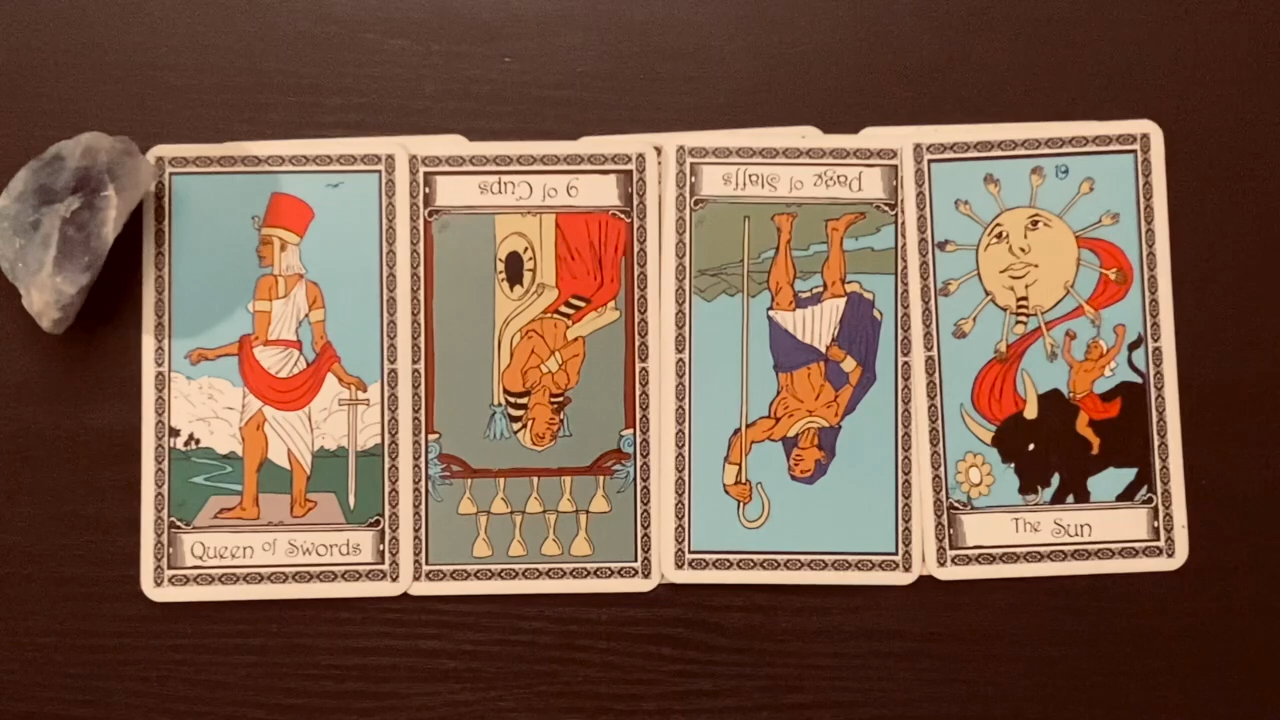 Queen of Swords
9 of Cups
Page of Staffs
19
The Sun